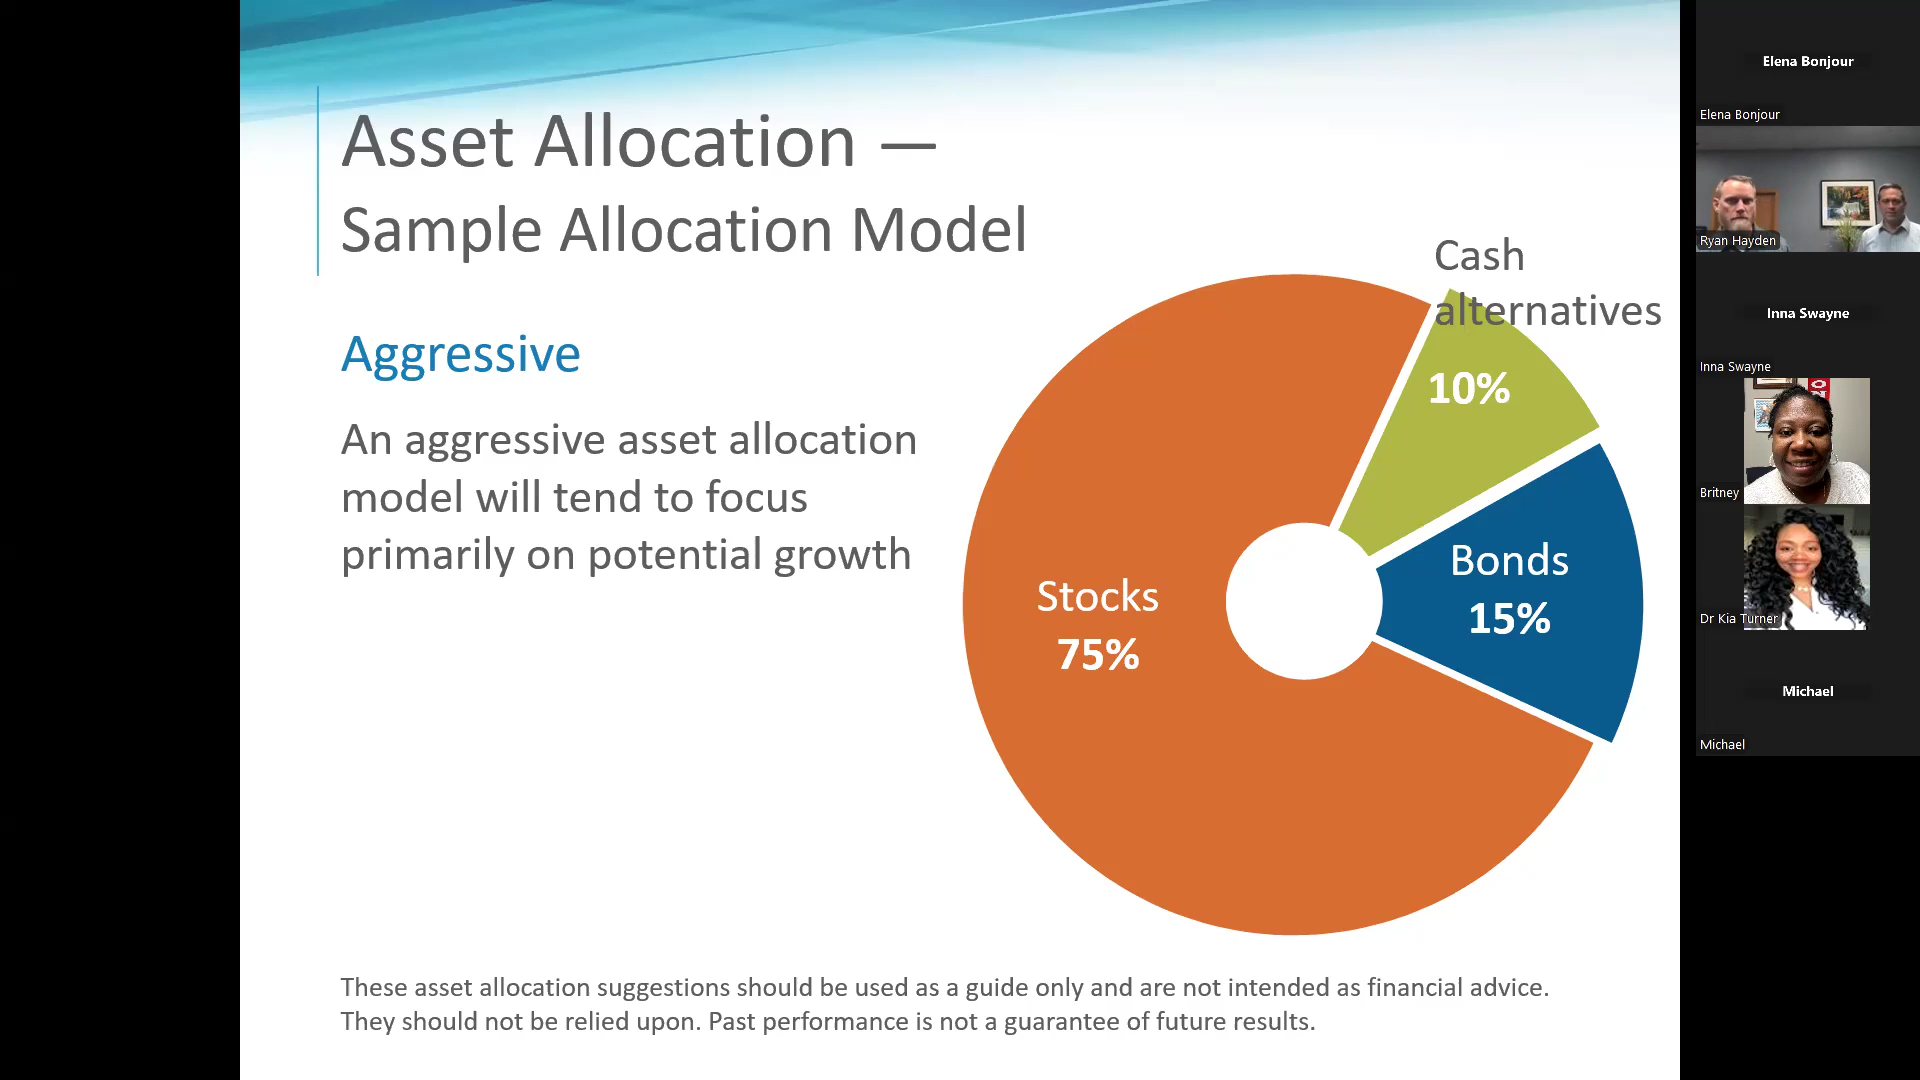 Asset Allocation —
Sample Allocation Model
Aggressive
An aggressive asset allocation
model will tend to focus
primarily on potential growth
Cash
alternatives
10%
Bonds
15%
Stocks
75%
These asset allocation suggestions should be used as a guide only and are not intended as financial advice.
They should not be relied upon. Past performance is not a guarantee of future results.
Elena Bonjour
Elena Bonjour
Ryan Hayden
Inna Swayne
Inna Swayne
Britney
Dr Kia Turner
Michael
Michael